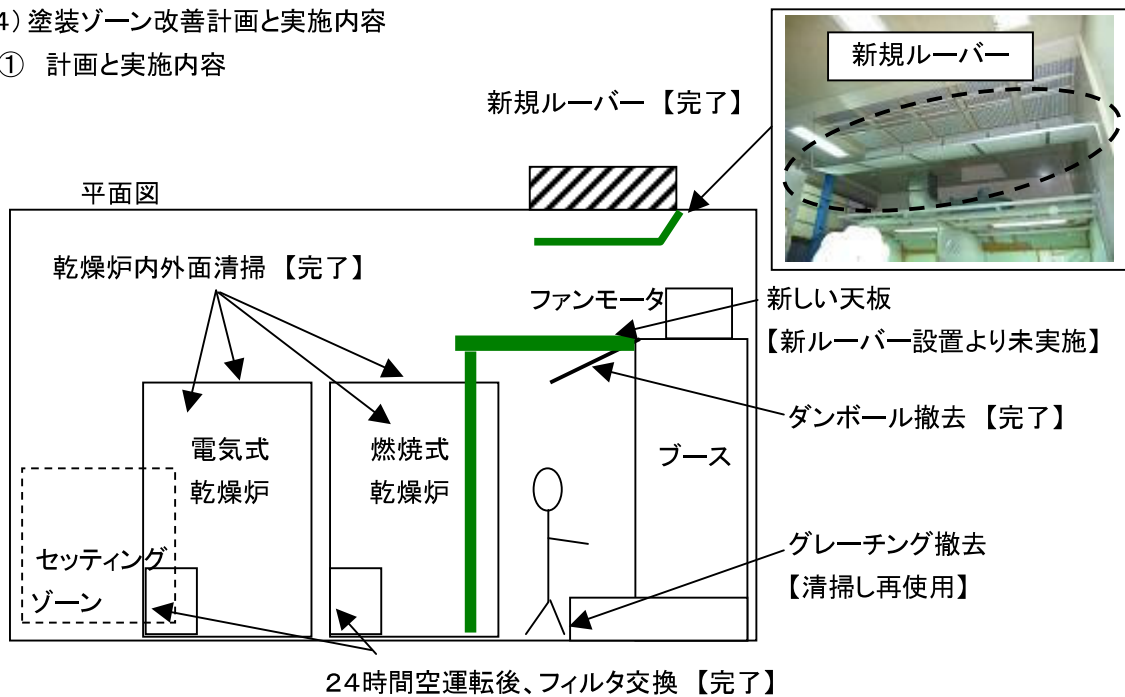 4）塗装ゾーン改善計画と実施内容
① 計画と実施内容
新規ルーバー
新規ルーバー 【完了】
平面図
乾燥炉内外面清掃 【完了】
ファンモータ
新しい天板
【新ルーバー設置より未実施】
ダンボール撤去 【完了】
電気式
乾燥炉
燃焼式
乾燥炉
ブース
セッティング
ゾーン
グレーチング撤去
【清掃し再使用】
24時間空運転後、フィルタ交換 【完了】